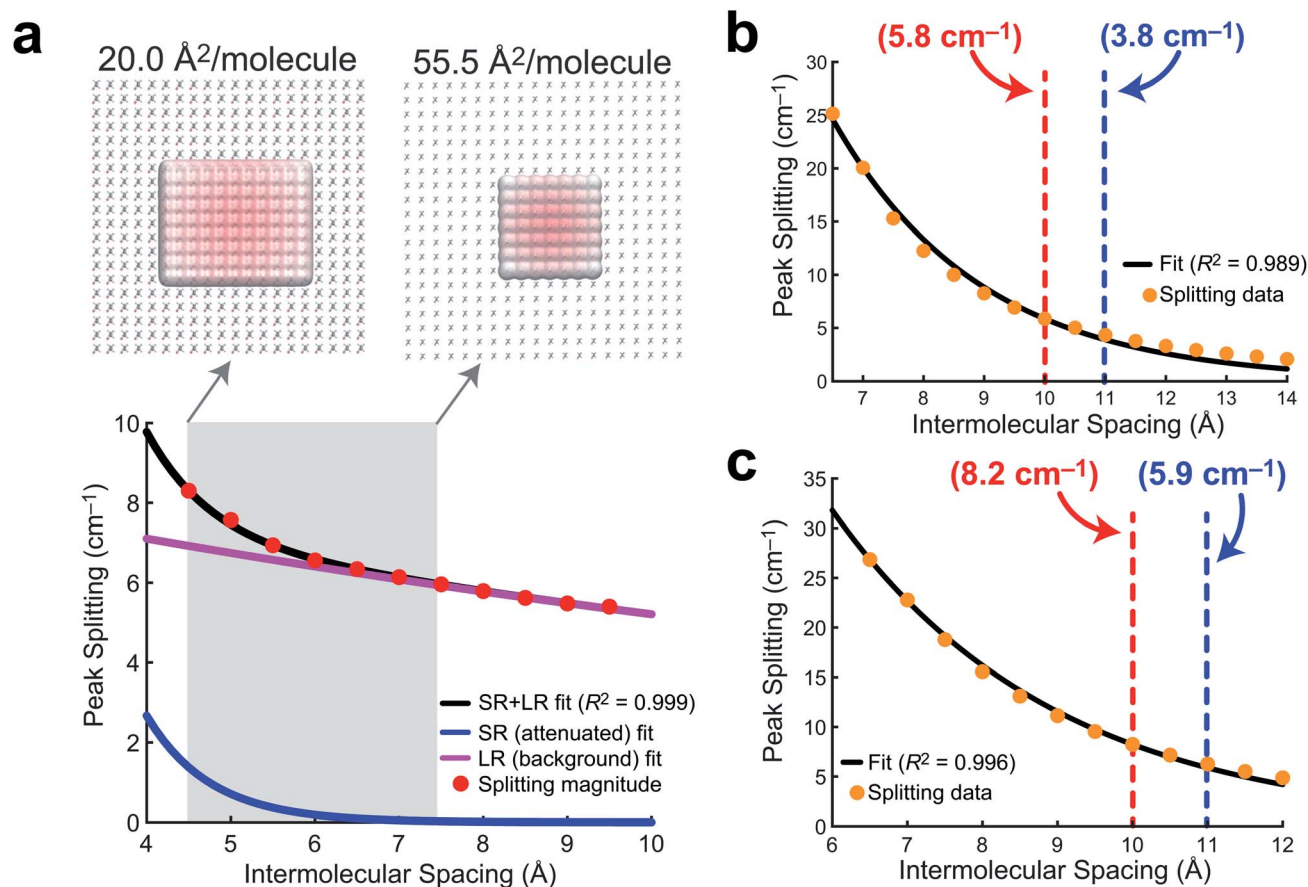 a
20.0 Å²/molecule
55.5 Å²/molecule
10
8
6
4
2
0
Peak Splitting (cm⁻¹)
SR+LR fit (R² = 0.999)
SR (attenuated) fit
LR (background) fit
Splitting magnitude
4 5 6 7 8 9 10
Intermolecular Spacing (Å)
b
(5.8 cm⁻¹)
(3.8 cm⁻¹)
30
25
20
15
10
5
0
Peak Splitting (cm⁻¹)
Fit (R² = 0.989)
Splitting data
7 8 9 10 11 12 13 14
Intermolecular Spacing (Å)
c
(8.2 cm⁻¹)
(5.9 cm⁻¹)
35
30
25
20
15
10
5
0
Peak Splitting (cm⁻¹)
Fit (R² = 0.996)
Splitting data
6 7 8 9 10 11 12
Intermolecular Spacing (Å)